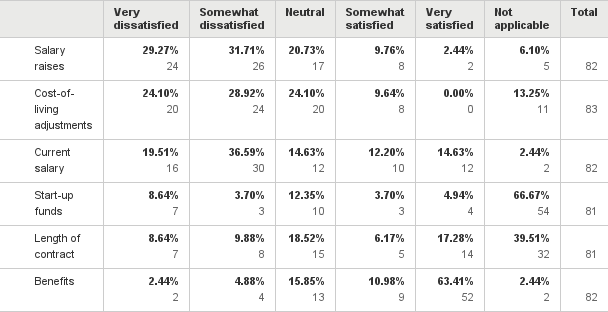 Very dissatisfied Somewhat dissatisfied Neutral Somewhat satisfied Very satisfied Not applicable Total
Salary raises 29.27% 31.71% 20.73% 9.76% 2.44% 6.10%
24 26 17 8 2 5 82
Cost-of-living adjustments 24.10% 28.92% 24.10% 9.64% 0.00% 13.25%
20 24 20 8 0 11 83
Current salary 19.51% 36.59% 14.63% 12.20% 14.63% 2.44%
16 30 12 10 12 2 82
Start-up funds 8.64% 3.70% 12.35% 3.70% 4.94% 66.67%
7 3 10 3 4 54 81
Length of contract 8.64% 9.88% 18.52% 6.17% 17.28% 39.51%
7 8 15 5 14 32 81
Benefits 2.44% 4.88% 15.85% 10.98% 63.41% 2.44%
2 4 13 9 52 2 82